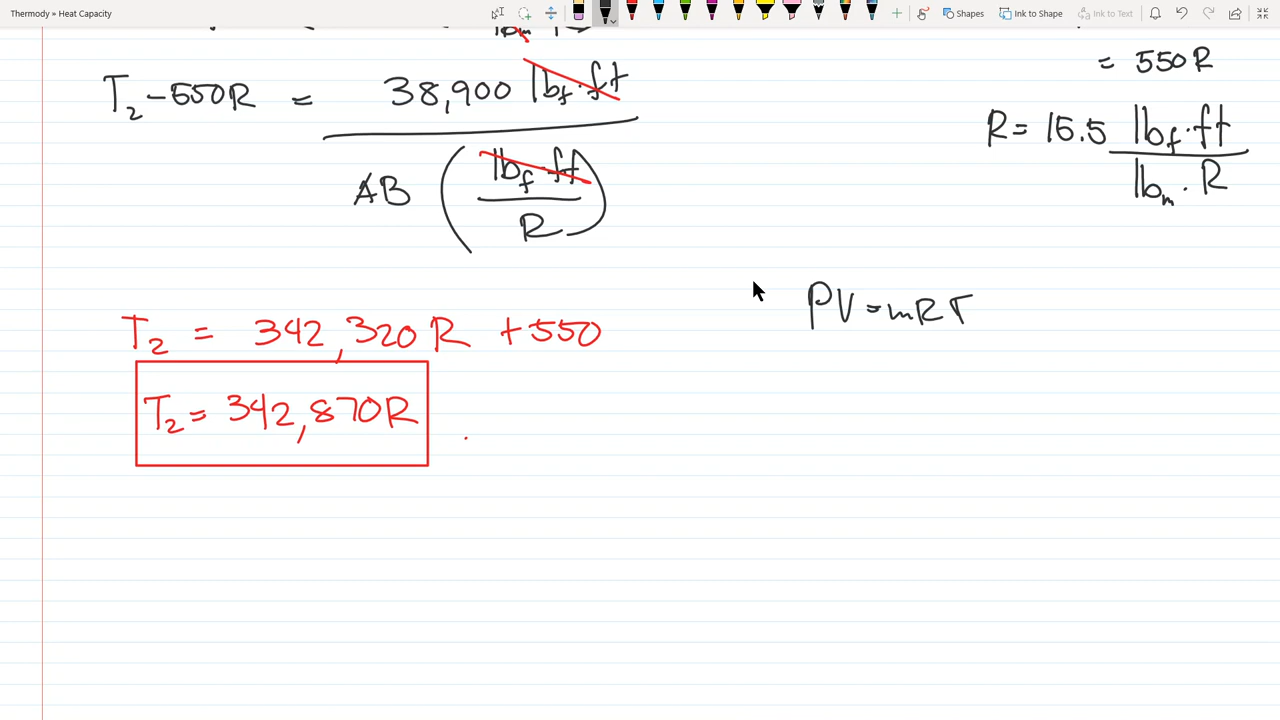 Thermody » Heat Capacity
Shapes Ink to Shape Ink to Text
= 550R
T₂ - 550R = 38,900 lbf·ft
AB (lbf·ft
R)
R = 15.5 lbf·ft
lbm·R
PV = mRT
T₂ = 342,320 R + 550
T₂ = 342,870R